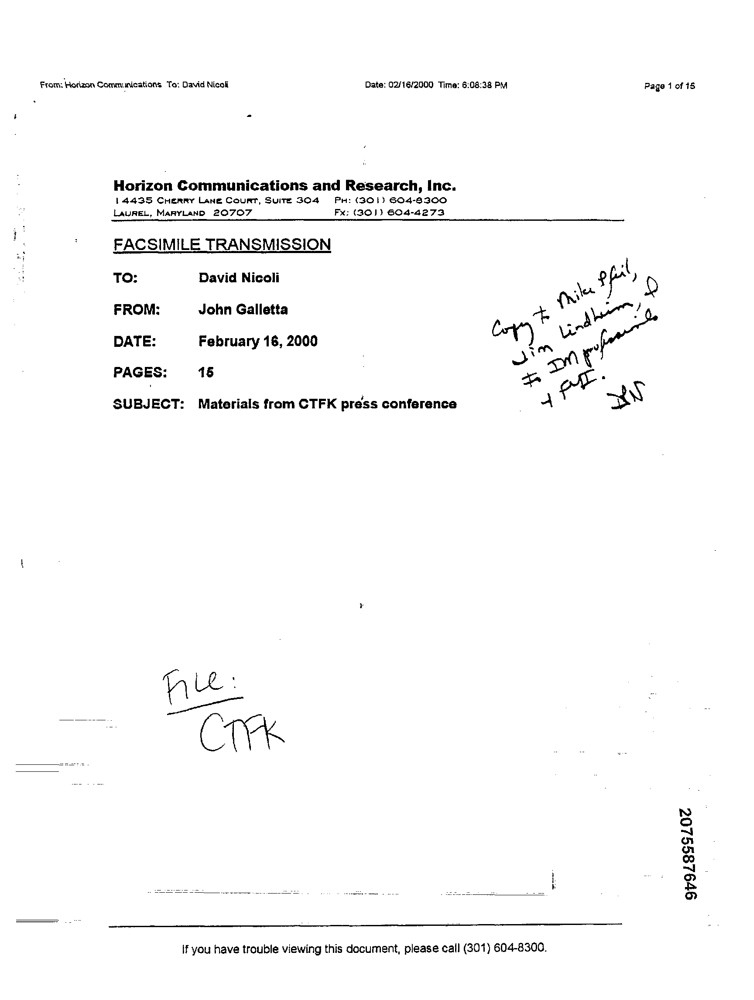 From: Horizon Communications To: David Nicoli Date: 02/16/2000 Time: 6:08:38 PM Page 1 of 15
Horizon Communications and Research, Inc.
14435 CHERRY LANE COURT, SUITE 304 PH: (301) 604-8300
LAUREL, MARYLAND 20707 FX: (301) 604-4273
FACSIMILE TRANSMISSION
TO: David Nicoli
FROM: John Galletta
DATE: February 16, 2000
PAGES: 15
SUBJECT: Materials from CTFK press conference
Copy to Mike Pfeil,
Jim Lindheim,
to IM professionals
DN
File:
CTFK
2075587646
If you have trouble viewing this document, please call (301) 604-8300.